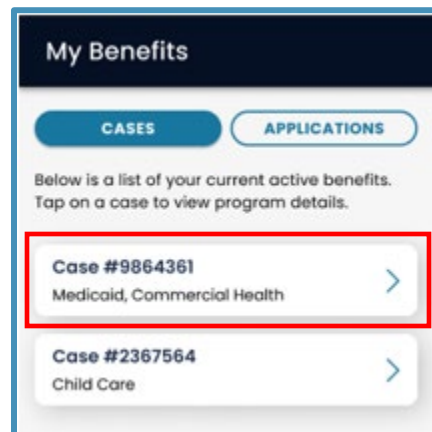 My Benefits
CASES
APPLICATIONS
Below is a list of your current active benefits.
Tap on a case to view program details.
Case #9864361
Medicaid, Commercial Health
Case #2367564
Child Care